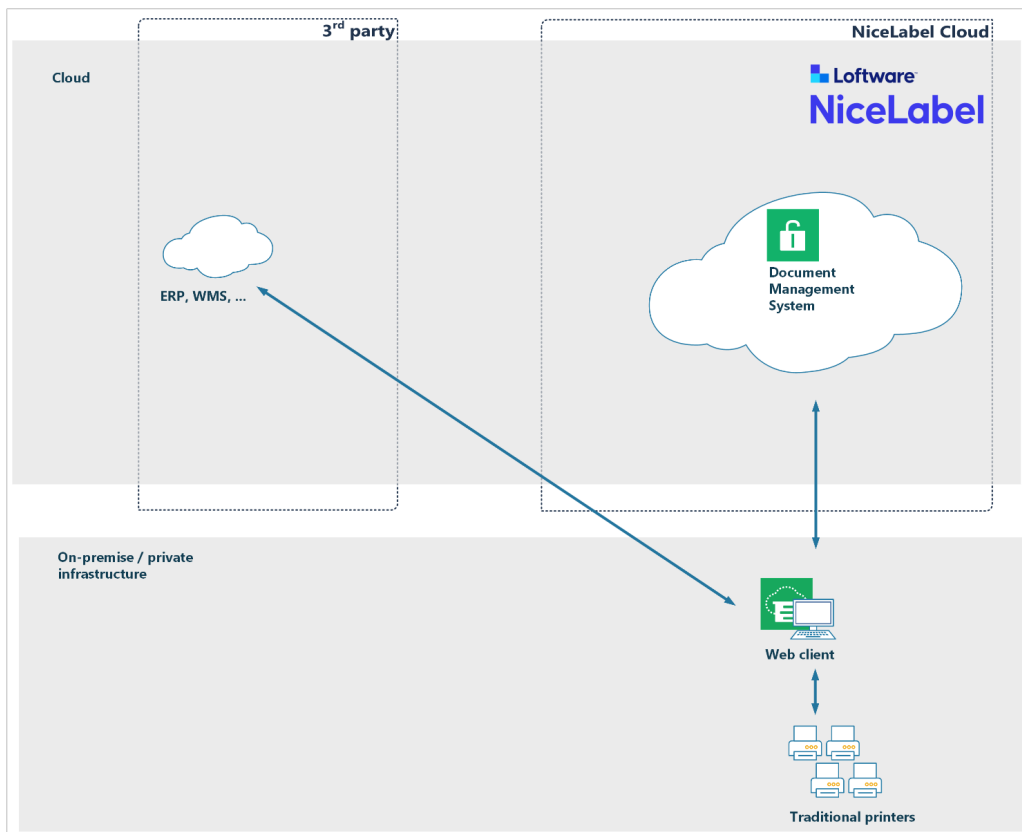 3rd party
NiceLabel Cloud
Cloud
Loftware
NiceLabel
Document
Management
System
ERP, WMS, ...
On-premise / private
infrastructure
Web client
Traditional printers